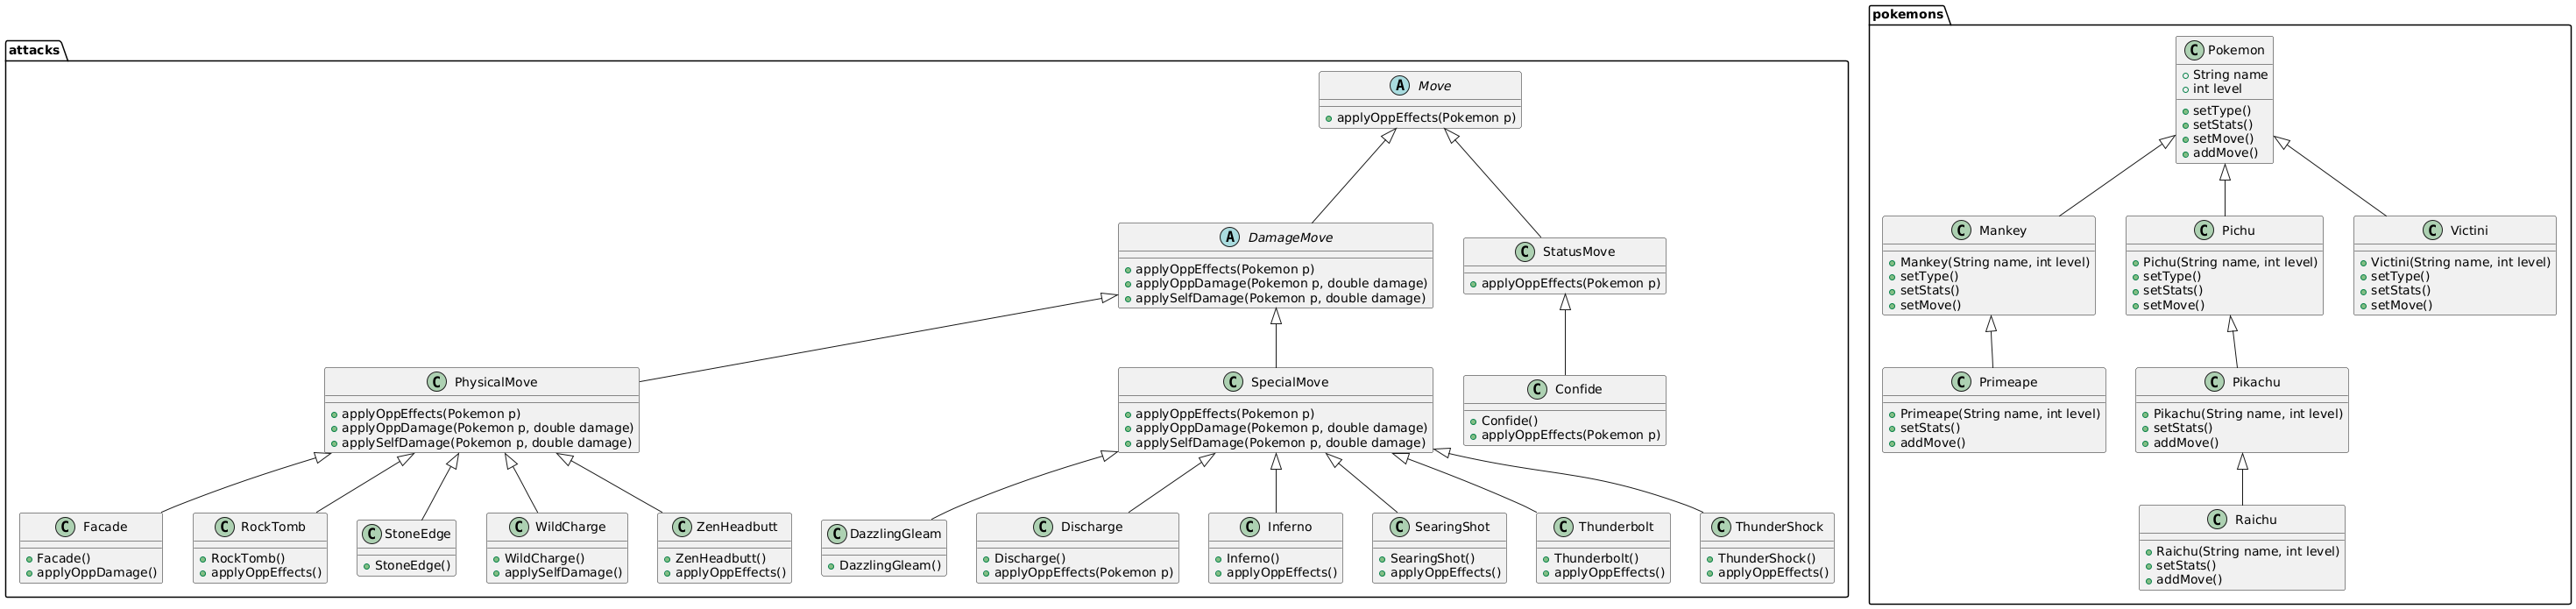 attacks
A Move
applyOppEffects(Pokemon p)
A DamageMove
applyOppEffects(Pokemon p)
applyOppDamage(Pokemon p, double damage)
applySelfDamage(Pokemon p, double damage)
C StatusMove
applyOppEffects(Pokemon p)
C PhysicalMove
applyOppEffects(Pokemon p)
applyOppDamage(Pokemon p, double damage)
applySelfDamage(Pokemon p, double damage)
C SpecialMove
applyOppEffects(Pokemon p)
applyOppDamage(Pokemon p, double damage)
applySelfDamage(Pokemon p, double damage)
C Confide
Confide()
applyOppEffects(Pokemon p)
C Facade
Facade()
applyOppDamage()
C RockTomb
RockTomb()
applyOppEffects()
C StoneEdge
StoneEdge()
C WildCharge
WildCharge()
applySelfDamage()
C ZenHeadbutt
ZenHeadbutt()
applyOppEffects()
C DazzlingGleam
DazzlingGleam()
C Discharge
Discharge()
applyOppEffects(Pokemon p)
C Inferno
Inferno()
applyOppEffects()
C SearingShot
SearingShot()
applyOppEffects()
C Thunderbolt
Thunderbolt()
applyOppEffects()
C ThunderShock
ThunderShock()
applyOppEffects()
pokemons
C Pokemon
String name
int level
setType()
setStats()
setMove()
addMove()
C Mankey
Mankey(String name, int level)
setType()
setStats()
setMove()
C Pichu
Pichu(String name, int level)
setType()
setStats()
setMove()
C Victini
Victini(String name, int level)
setType()
setStats()
setMove()
C Primeape
Primeape(String name, int level)
setStats()
addMove()
C Pikachu
Pikachu(String name, int level)
setStats()
addMove()
C Raichu
Raichu(String name, int level)
setStats()
addMove()